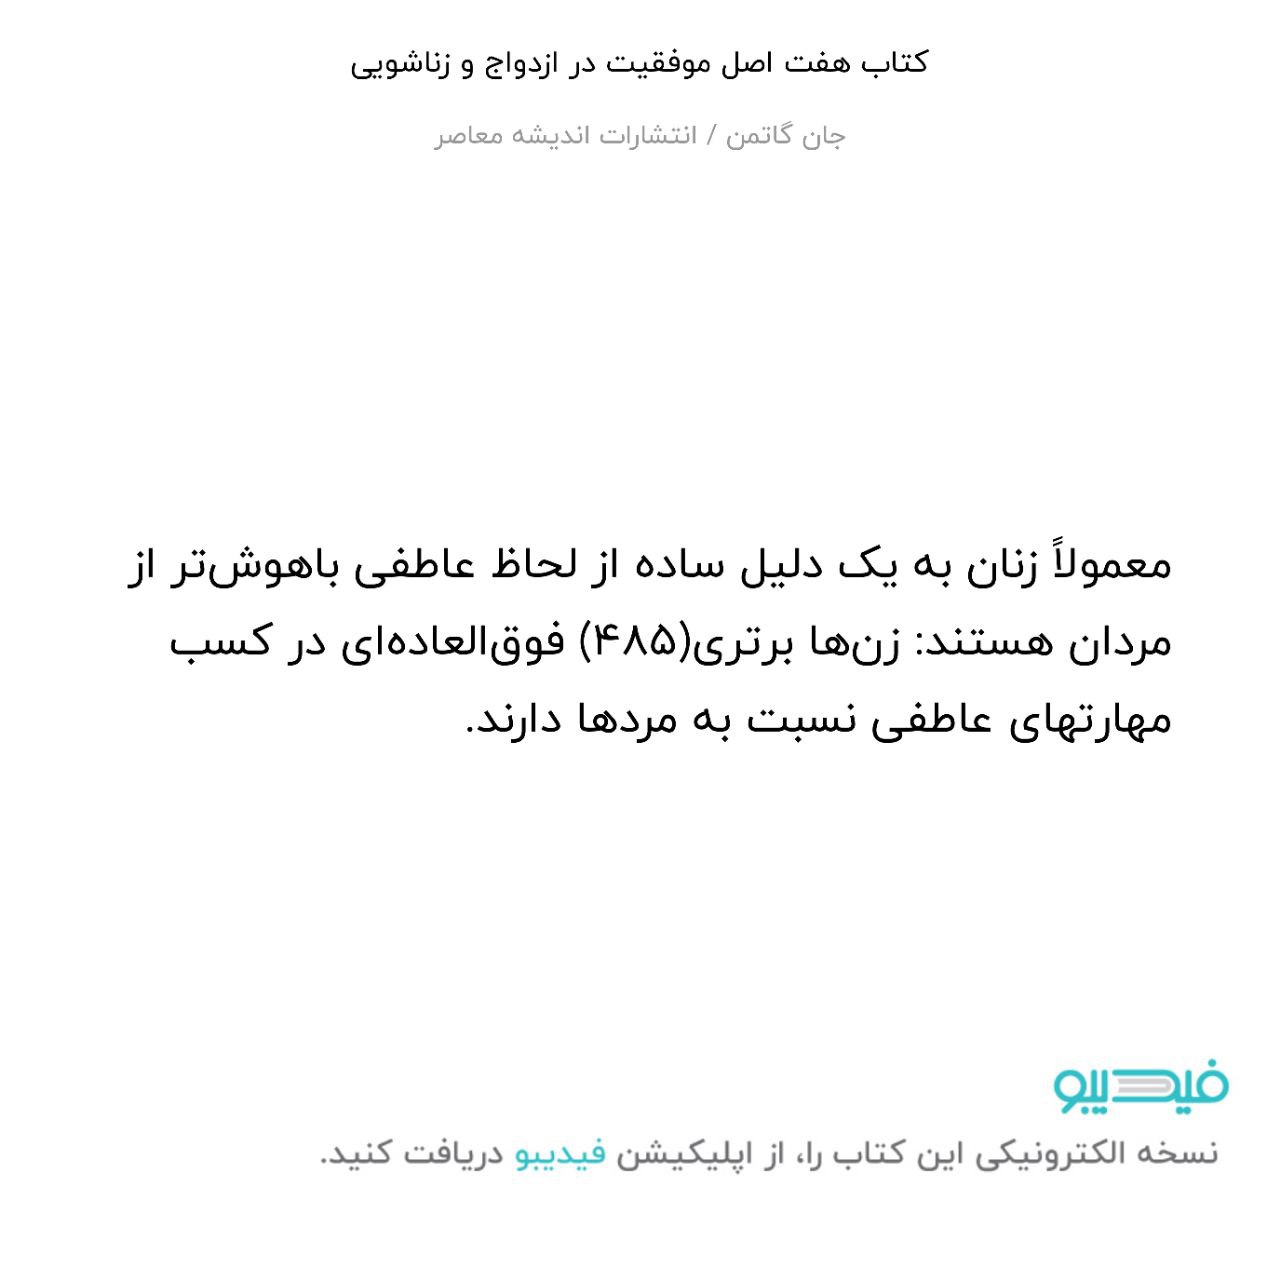 کتاب هفت اصل موفقیت در ازدواج و زناشویی
جان گاتمن / انتشارات اندیشه معاصر
معمولاً زنان به یک دلیل ساده از لحاظ عاطفی باهوش‌تر از
مردان هستند: زن‌ها برتری(۴۸۵) فوق‌العاده‌ای در کسب
مهارتهای عاطفی نسبت به مردها دارند.
فیدیبو
نسخه الکترونیکی این کتاب را، از اپلیکیشن فیدیبو دریافت کنید.